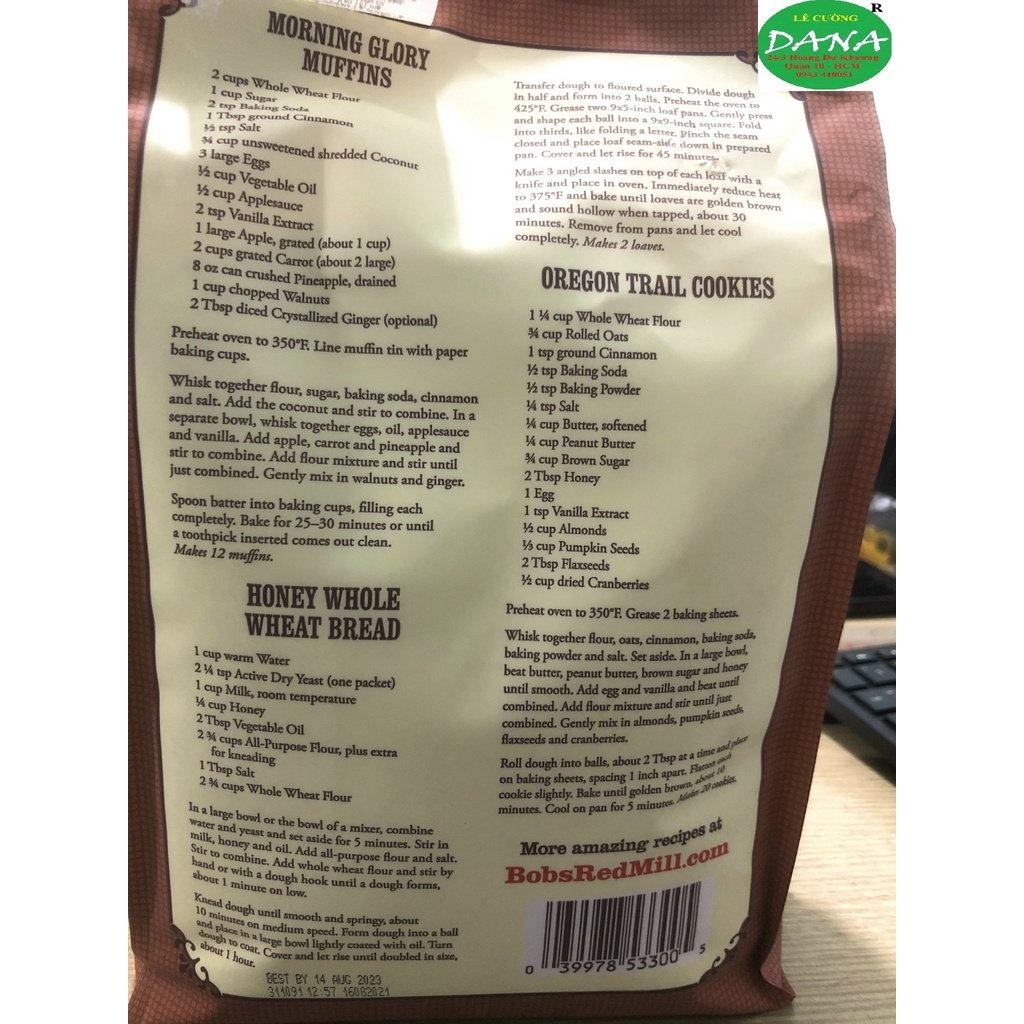 R
LÊ CƯỜNG
DANA
24/3 Hoàng Dư Khương
Quận 10 - HCM
0943 440051
MORNING GLORY
MUFFINS
2 cups Whole Wheat Flour
1 cup Sugar
2 tsp Baking Soda
1 Tbsp ground Cinnamon
½ tsp Salt
¾ cup unsweetened shredded Coconut
3 large Eggs
½ cup Vegetable Oil
½ cup Applesauce
2 tsp Vanilla Extract
1 large Apple, grated (about 1 cup)
2 cups grated Carrot (about 2 large)
8 oz can crushed Pineapple, drained
1 cup chopped Walnuts
2 Tbsp diced Crystallized Ginger (optional)
Preheat oven to 350°F. Line muffin tin with paper
baking cups.
Whisk together flour, sugar, baking soda, cinnamon
and salt. Add the coconut and stir to combine. In a
separate bowl, whisk together eggs, oil, applesauce
and vanilla. Add apple, carrot and pineapple and
stir to combine. Add flour mixture and stir until
just combined. Gently mix in walnuts and ginger.
Spoon batter into baking cups, filling each
completely. Bake for 25–30 minutes or until
a toothpick inserted comes out clean.
Makes 12 muffins.
HONEY WHOLE
WHEAT BREAD
1 cup warm Water
2 ¼ tsp Active Dry Yeast (one packet)
1 cup Milk, room temperature
¼ cup Honey
2 Tbsp Vegetable Oil
2 ¾ cups All-Purpose Flour, plus extra
for kneading
1 Tbsp Salt
2 ¾ cups Whole Wheat Flour
In a large bowl or the bowl of a mixer, combine
water and yeast and set aside for 5 minutes. Stir in
milk, honey and oil. Add all-purpose flour and salt.
Stir to combine. Add whole wheat flour and stir by
hand or with a dough hook until a dough forms,
about 1 minute on low.
Knead dough until smooth and springy, about
10 minutes on medium speed. Form dough into a ball
and place in a large bowl lightly coated with oil. Turn
dough to coat. Cover and let rise until doubled in size,
about 1 hour.
BEST BY 14 AUG 2023
311091 12:57 16082021
Transfer dough to floured surface. Divide dough
in half and form into 2 balls. Preheat the oven to
425°F. Grease two 9x5-inch loaf pans. Gently press
and shape each ball into a 9x9-inch square. Fold
into thirds, like folding a letter. Pinch the seam
closed and place loaf seam-side down in prepared
pan. Cover and let rise for 45 minutes.
Make 3 angled slashes on top of each loaf with a
knife and place in oven. Immediately reduce heat
to 375°F and bake until loaves are golden brown
and sound hollow when tapped, about 30
minutes. Remove from pans and let cool
completely. Makes 2 loaves.
OREGON TRAIL COOKIES
1 ¼ cup Whole Wheat Flour
¾ cup Rolled Oats
1 tsp ground Cinnamon
½ tsp Baking Soda
½ tsp Baking Powder
¼ tsp Salt
¼ cup Butter, softened
¼ cup Peanut Butter
¾ cup Brown Sugar
2 Tbsp Honey
1 Egg
1 tsp Vanilla Extract
½ cup Almonds
⅓ cup Pumpkin Seeds
2 Tbsp Flaxseeds
½ cup dried Cranberries
Preheat oven to 350°F. Grease 2 baking sheets.
Whisk together flour, oats, cinnamon, baking soda,
baking powder and salt. Set aside. In a large bowl,
beat butter, peanut butter, brown sugar and honey
until smooth. Add egg and vanilla and beat until
combined. Add flour mixture and stir until just
combined. Gently mix in almonds, pumpkin seeds,
flaxseeds and cranberries.
Roll dough into balls, about 2 Tbsp at a time and place
on baking sheets, spacing 1 inch apart. Flatten each
cookie slightly. Bake until golden brown, about 10
minutes. Cool on pan for 5 minutes. Makes 20 cookies.
More amazing recipes at
BobsRedMill.com
0 39978 53300 5